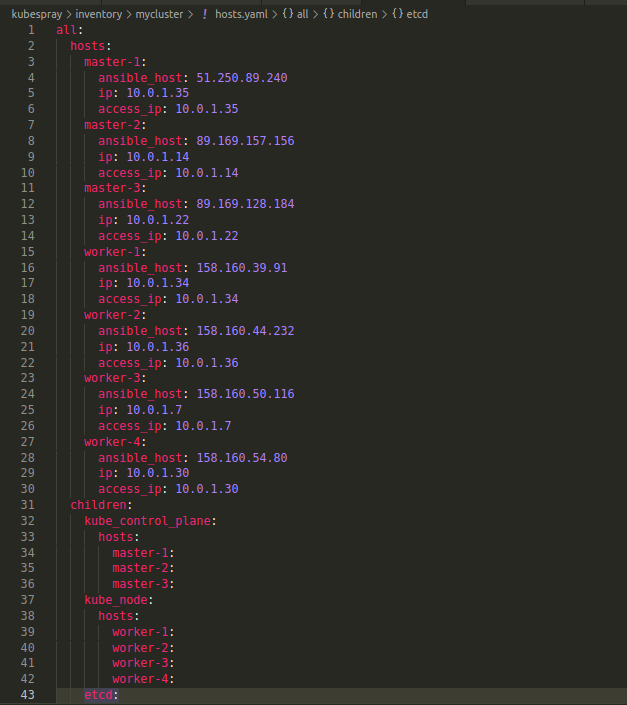 kubespray > inventory > mycluster > ! hosts.yaml > {} all > {} children > {} etcd
1 all:
2   hosts:
3     master-1:
4       ansible_host: 51.250.89.240
5       ip: 10.0.1.35
6       access_ip: 10.0.1.35
7     master-2:
8       ansible_host: 89.169.157.156
9       ip: 10.0.1.14
10       access_ip: 10.0.1.14
11     master-3:
12       ansible_host: 89.169.128.184
13       ip: 10.0.1.22
14       access_ip: 10.0.1.22
15     worker-1:
16       ansible_host: 158.160.39.91
17       ip: 10.0.1.34
18       access_ip: 10.0.1.34
19     worker-2:
20       ansible_host: 158.160.44.232
21       ip: 10.0.1.36
22       access_ip: 10.0.1.36
23     worker-3:
24       ansible_host: 158.160.50.116
25       ip: 10.0.1.7
26       access_ip: 10.0.1.7
27     worker-4:
28       ansible_host: 158.160.54.80
29       ip: 10.0.1.30
30       access_ip: 10.0.1.30
31   children:
32     kube_control_plane:
33       hosts:
34         master-1:
35         master-2:
36         master-3:
37     kube_node:
38       hosts:
39         worker-1:
40         worker-2:
41         worker-3:
42         worker-4:
43     etcd: